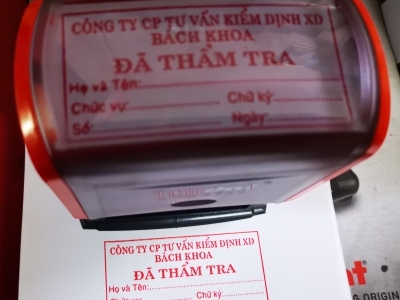 CÔNG TY CP TƯ VẤN KIỂM ĐỊNH XD
BÁCH KHOA
ĐÃ THẨM TRA
Họ và Tên:
Chức vụ: Chữ ký:
Số: Ngày:
CÔNG TY CP TƯ VẤN KIỂM ĐỊNH XD
BÁCH KHOA
ĐÃ THẨM TRA
Họ và Tên:
Chức vụ: Chữ ký: